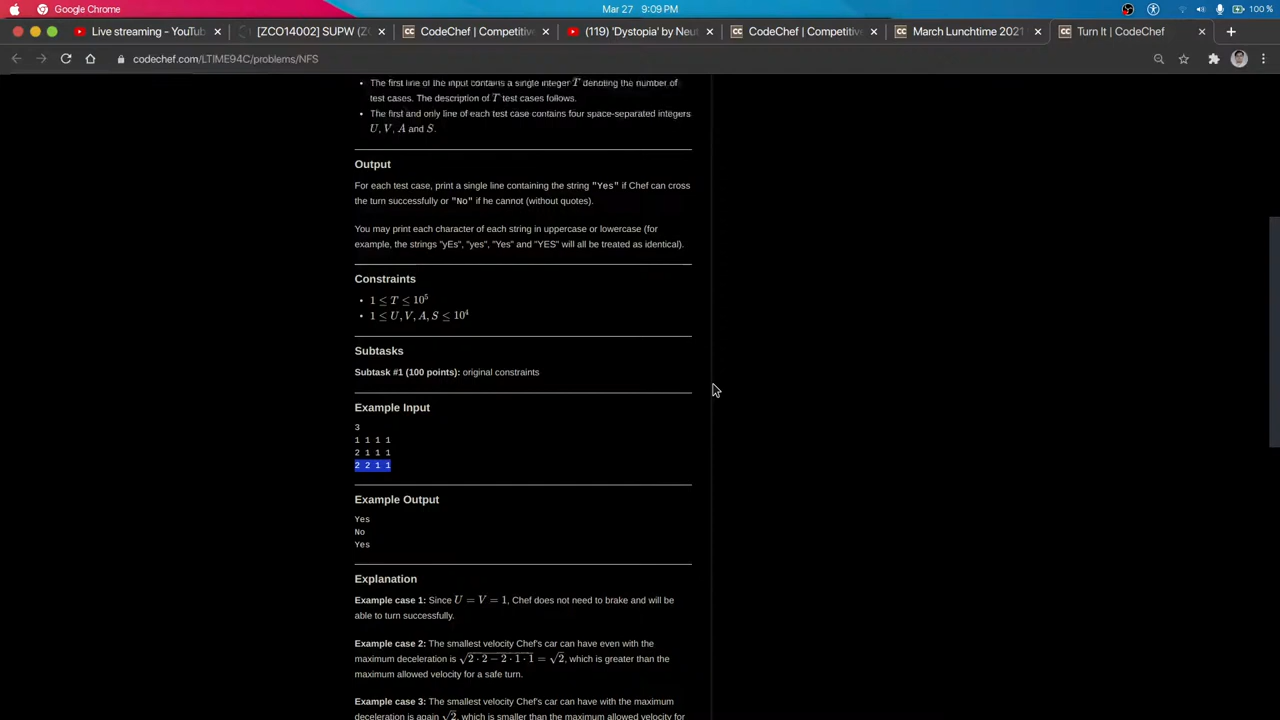 Google Chrome
Mar 27 9:09 PM
100 %
Live streaming - YouTub
[ZCO14002] SUPW (ZC
CodeChef | Competitive
(119) 'Dystopia' by Neut
CodeChef | Competitive
March Lunchtime 2021
Turn It | CodeChef
codechef.com/LTIME94C/problems/NFS
• The first line of the input contains a single integer T denoting the number of
test cases. The description of T test cases follows.
• The first and only line of each test case contains four space-separated integers
U, V, A and S.
Output
For each test case, print a single line containing the string "Yes" if Chef can cross
the turn successfully or "No" if he cannot (without quotes).
You may print each character of each string in uppercase or lowercase (for
example, the strings "yEs", "yes", "Yes" and "YES" will all be treated as identical).
Constraints
• 1 ≤ T ≤ 10^5
• 1 ≤ U, V, A, S ≤ 10^4
Subtasks
Subtask #1 (100 points): original constraints
Example Input
3
1 1 1 1
2 1 1 1
2 2 1 1
Example Output
Yes
No
Yes
Explanation
Example case 1: Since U = V = 1, Chef does not need to brake and will be
able to turn successfully.
Example case 2: The smallest velocity Chef's car can have even with the
maximum deceleration is √(2 · 2 − 2 · 1 · 1) = √2, which is greater than the
maximum allowed velocity for a safe turn.
Example case 3: The smallest velocity Chef's car can have with the maximum
deceleration is again √2, which is smaller than the maximum allowed velocity for